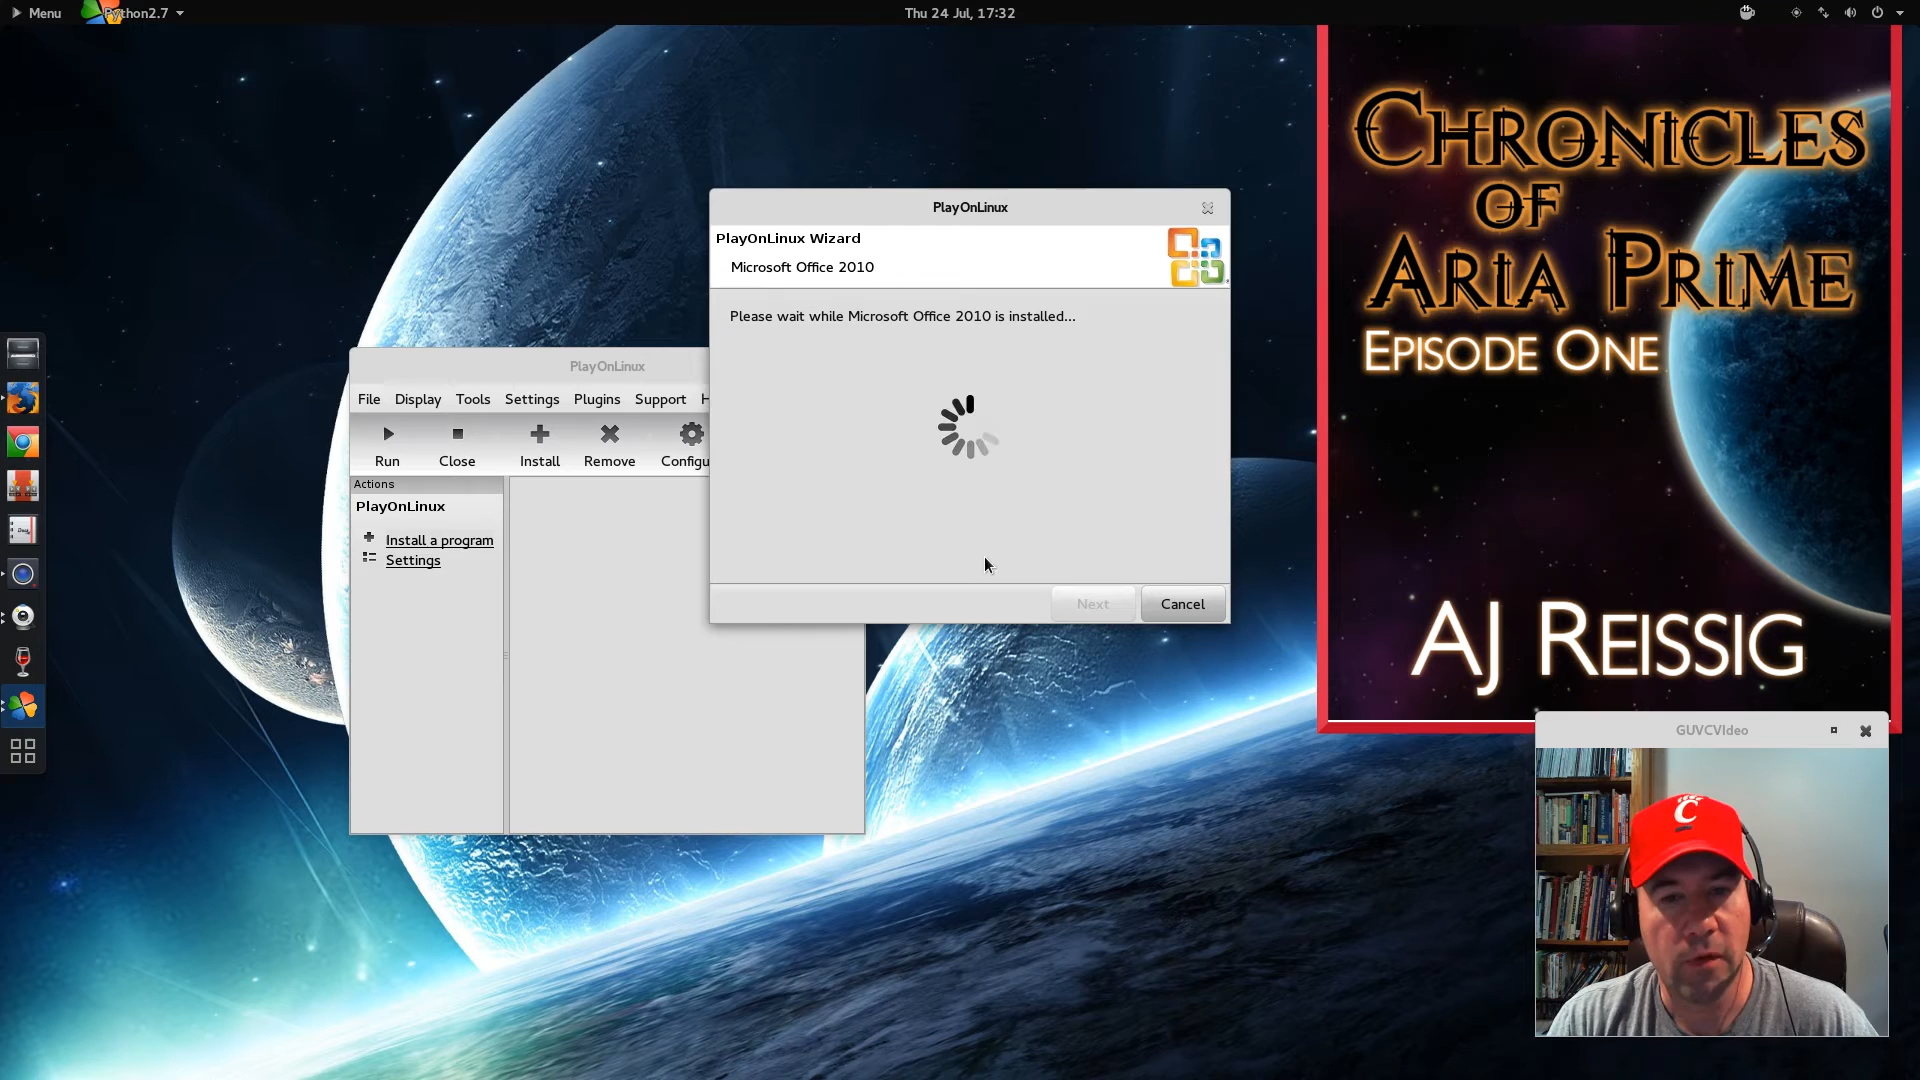 Menu
Python2.7
Thu 24 Jul, 17:32
CHRONICLES
OF
ARIA PRIME
EPISODE ONE
AJ REISSIG
PlayOnLinux
PlayOnLinux Wizard
Microsoft Office 2010
Please wait while Microsoft Office 2010 is installed...
Next
Cancel
PlayOnLinux
File Display Tools Settings Plugins Support H
Run Close Install Remove Configu
Actions
PlayOnLinux
Install a program
Settings
GUVCVIdeo
C